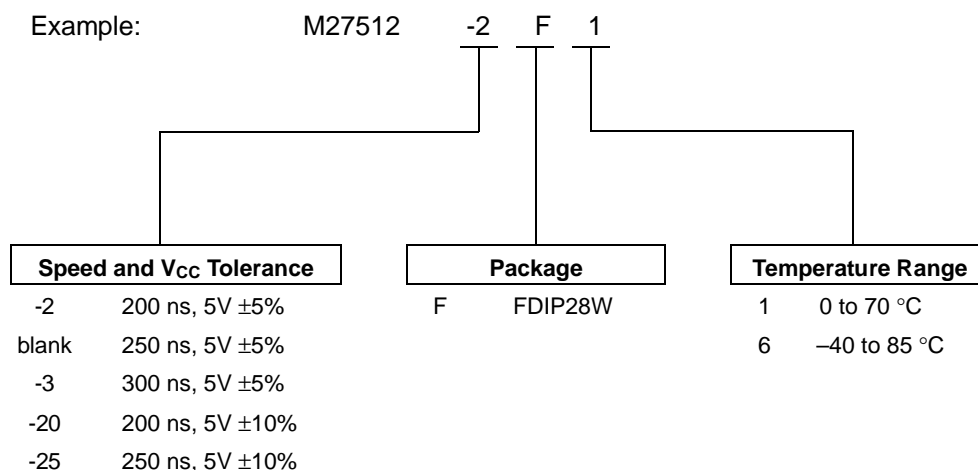 Example: M27512 -2 F 1
Speed and VCC Tolerance
-2 200 ns, 5V ±5%
blank 250 ns, 5V ±5%
-3 300 ns, 5V ±5%
-20 200 ns, 5V ±10%
-25 250 ns, 5V ±10%
Package
F FDIP28W
Temperature Range
1 0 to 70 °C
6 –40 to 85 °C